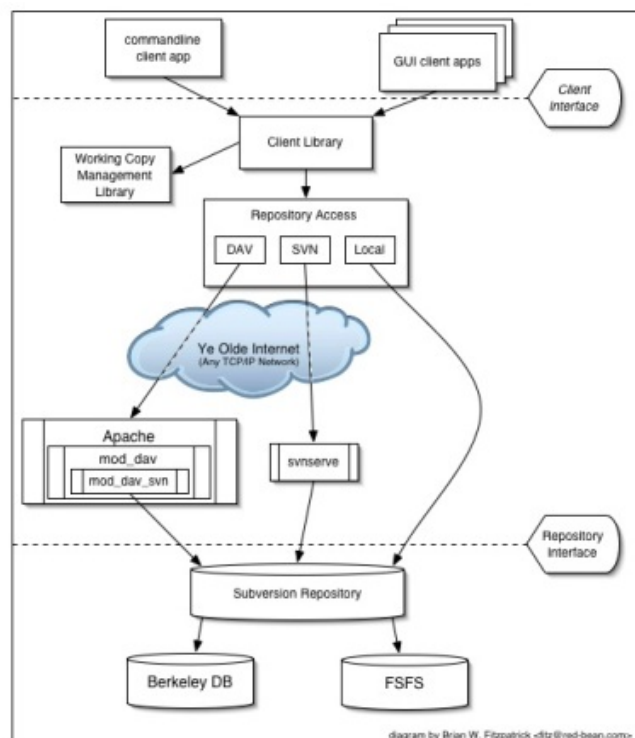 commandline
client app
GUI client apps
Client
Interface
Client Library
Working Copy
Management
Library
Repository Access
DAV
SVN
Local
Ye Olde Internet
(Any TCP/IP Network)
Apache
mod_dav
mod_dav_svn
svnserve
Repository
Interface
Subversion Repository
Berkeley DB
FSFS
diagram by Brian W. Fitzpatrick <fitz@red-bean.com>